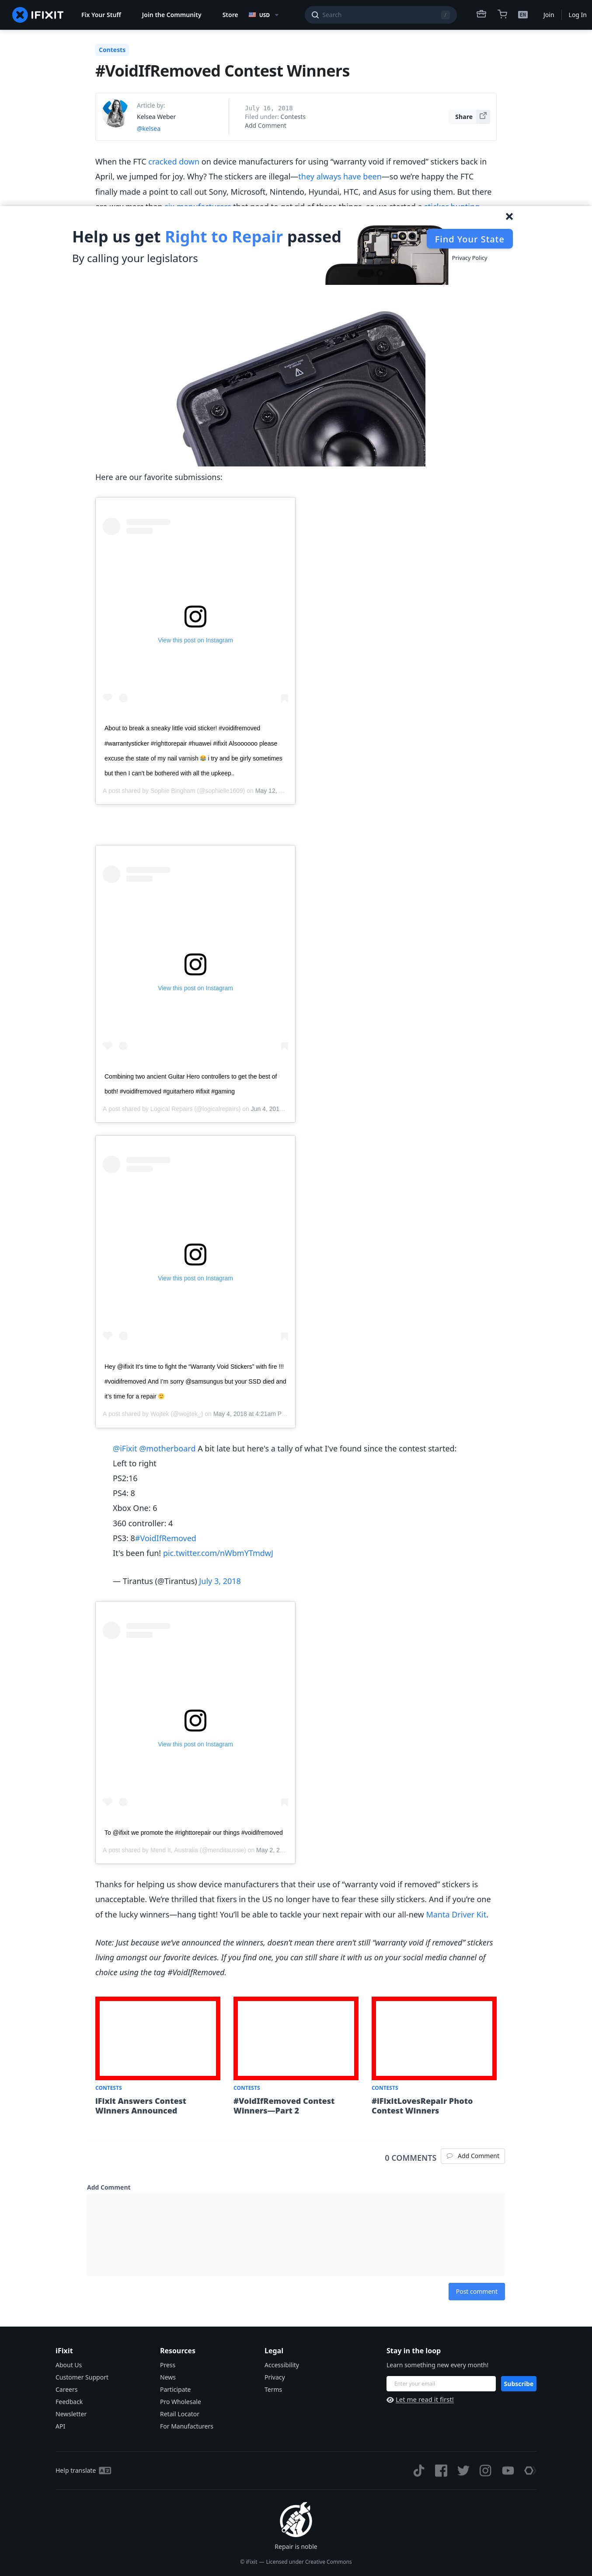 IFIXIT
Fix Your Stuff
Join the Community
Store
USD
Search
/
EN
Join
Log In
Contests
#VoidIfRemoved Contest Winners
Article by:
Kelsea Weber
@kelsea
July 16, 2018
Filed under: Contests
Add Comment
Share
When the FTC cracked down on device manufacturers for using “warranty void if removed” stickers back in
April, we jumped for joy. Why? The stickers are illegal—they always have been—so we’re happy the FTC
finally made a point to call out Sony, Microsoft, Nintendo, Hyundai, HTC, and Asus for using them. But there
Help us get Right to Repair passed
By calling your legislators
Find Your State
Privacy Policy
Here are our favorite submissions:
View this post on Instagram
About to break a sneaky little void sticker! #voidifremoved
#warrantysticker #righttorepair #huawei #ifixit Alsoooooo please
excuse the state of my nail varnish 😂 i try and be girly sometimes
but then I can't be bothered with all the upkeep..
A post shared by Sophie Bingham (@sophiefie1609) on May 12, …
View this post on Instagram
Combining two ancient Guitar Hero controllers to get the best of
both! #voidifremoved #guitarhero #ifixit #gaming
A post shared by Logical Repairs (@logicalrepairs) on Jun 4, 201…
View this post on Instagram
Hey @ifixit It's time to fight the “Warranty Void Stickers” with fire !!!
#voidifremoved And I’m sorry @samsungus but your SSD died and
it’s time for a repair 🙂
A post shared by Wojtek (@wojtek_) on May 4, 2018 at 4:21am P…
@iFixit @motherboard A bit late but here's a tally of what I've found since the contest started:
Left to right
PS2:16
PS4: 8
Xbox One: 6
360 controller: 4
PS3: 8#VoidIfRemoved
It's been fun! pic.twitter.com/nWbmYTmdwJ
— Tirantus (@Tirantus) July 3, 2018
View this post on Instagram
To @ifixit we promote the #righttorepair our things #voidifremoved
A post shared by Mend It, Australia (@menditaussie) on May 2, 2…
Thanks for helping us show device manufacturers that their use of “warranty void if removed” stickers is
unacceptable. We’re thrilled that fixers in the US no longer have to fear these silly stickers. And if you’re one
of the lucky winners—hang tight! You’ll be able to tackle your next repair with our all-new Manta Driver Kit.
Note: Just because we’ve announced the winners, doesn’t mean there aren’t still “warranty void if removed” stickers
living amongst our favorite devices. If you find one, you can still share it with us on your social media channel of
choice using the tag #VoidIfRemoved.
CONTESTS
iFixit Answers Contest
Winners Announced
CONTESTS
#VoidIfRemoved Contest
Winners—Part 2
CONTESTS
#iFixitLovesRepair Photo
Contest Winners
0 COMMENTS
Add Comment
Add Comment
Post comment
iFixit
About Us
Customer Support
Careers
Feedback
Newsletter
API
Resources
Press
News
Participate
Pro Wholesale
Retail Locator
For Manufacturers
Legal
Accessibility
Privacy
Terms
Stay in the loop
Learn something new every month!
Enter your email
Subscribe
Let me read it first!
Help translate
Repair is noble
© iFixit — Licensed under Creative Commons